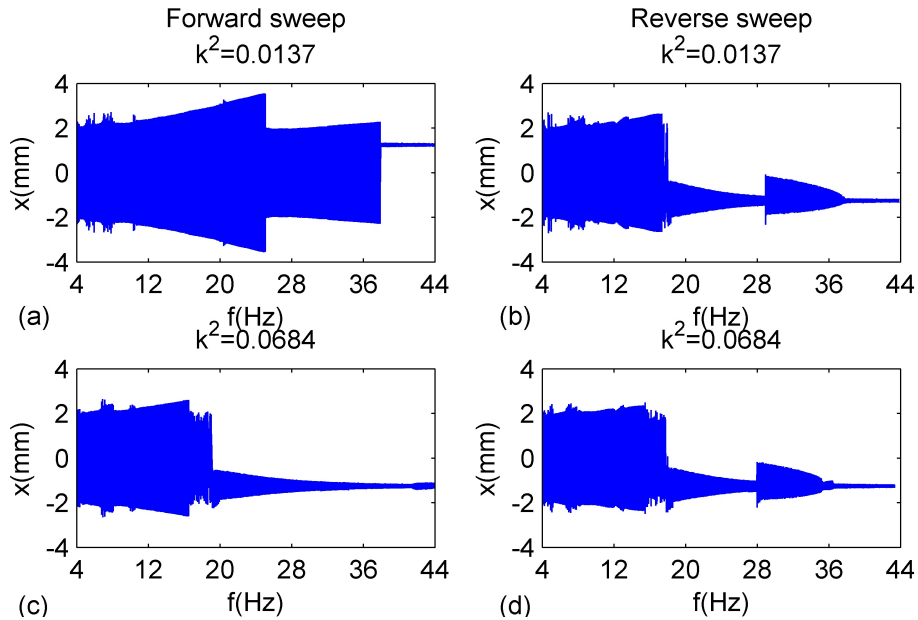 Forward sweep
k²=0.0137
4
2
0
-2
-4
x(mm)
4 12 20 28 36 44
f(Hz)
(a)
Reverse sweep
k²=0.0137
4
2
0
-2
-4
x(mm)
4 12 20 28 36 44
f(Hz)
(b)
k²=0.0684
4
2
0
-2
-4
x(mm)
4 12 20 28 36 44
f(Hz)
(c)
k²=0.0684
4
2
0
-2
-4
x(mm)
4 12 20 28 36 44
f(Hz)
(d)